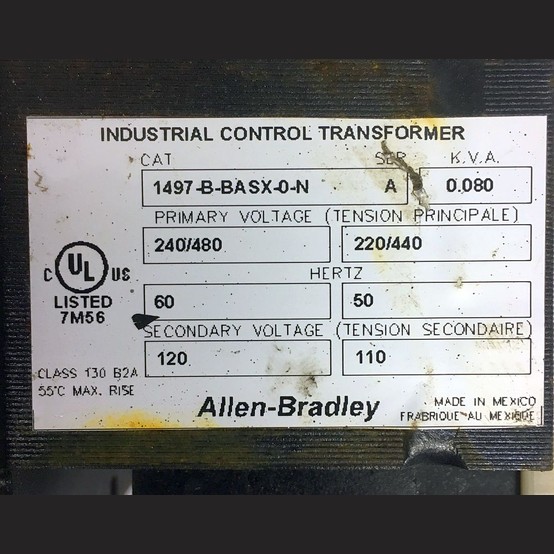 INDUSTRIAL CONTROL TRANSFORMER
CAT SER K.V.A.
1497-B-BASX-0-N A 0.080
PRIMARY VOLTAGE (TENSION PRINCIPALE)
240/480 220/440
HERTZ
60 50
SECONDARY VOLTAGE (TENSION SECONDAIRE)
120 110
C UL US
LISTED
7M56
CLASS 130 B2A
55°C MAX. RISE
Allen-Bradley
MADE IN MEXICO
FRABRIQUE AU MEXIQUE